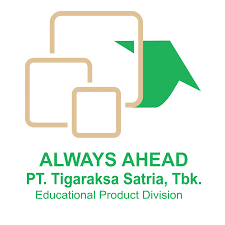 ALWAYS AHEAD
PT. Tigaraksa Satria, Tbk.
Educational Product Division